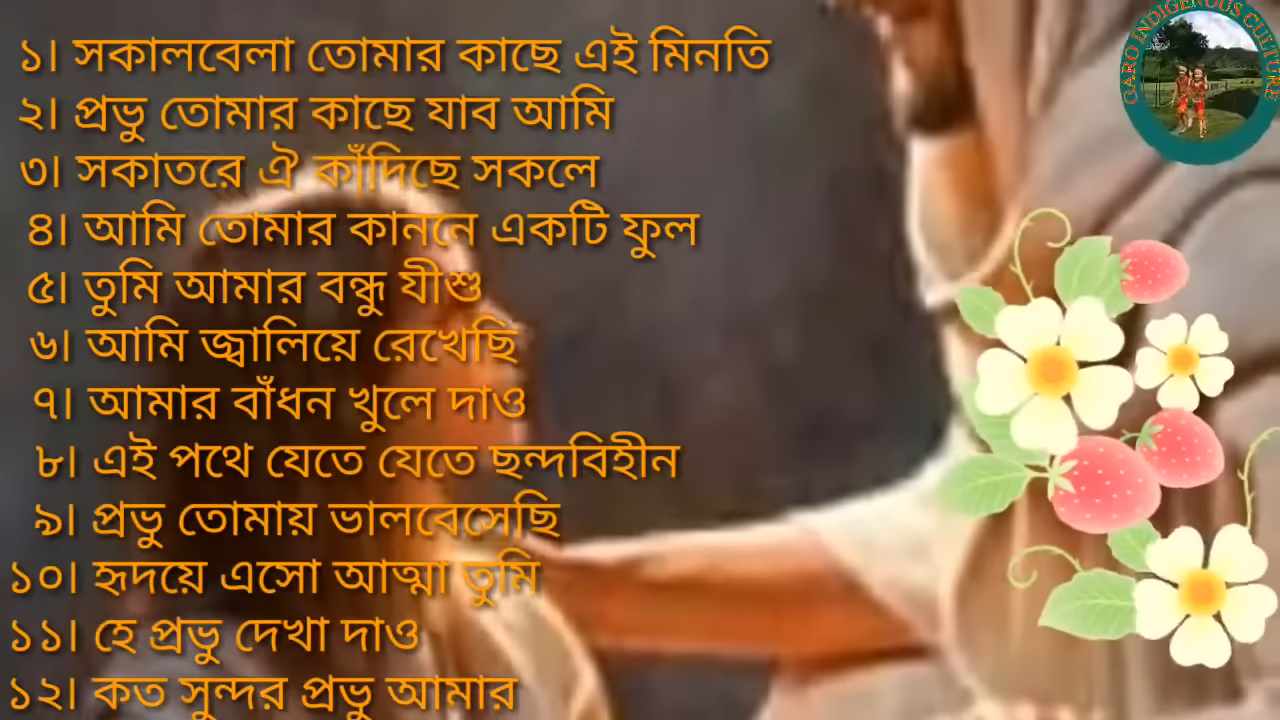 ১। সকালবেলা তোমার কাছে এই মিনতি
২। প্রভু তোমার কাছে যাব আমি
৩। সকাতরে ঐ কাঁদিছে সকলে
৪। আমি তোমার কাননে একটি ফুল
৫। তুমি আমার বন্ধু যীশু
৬। আমি জ্বালিয়ে রেখেছি
৭। আমার বাঁধন খুলে দাও
৮। এই পথে যেতে যেতে ছন্দবিহীন
৯। প্রভু তোমায় ভালবেসেছি
১০। হৃদয়ে এসো আত্মা তুমি
১১। হে প্রভু দেখা দাও
১২। কত সুন্দর প্রভু আমার
GARO INDIGENOUS CULTURE